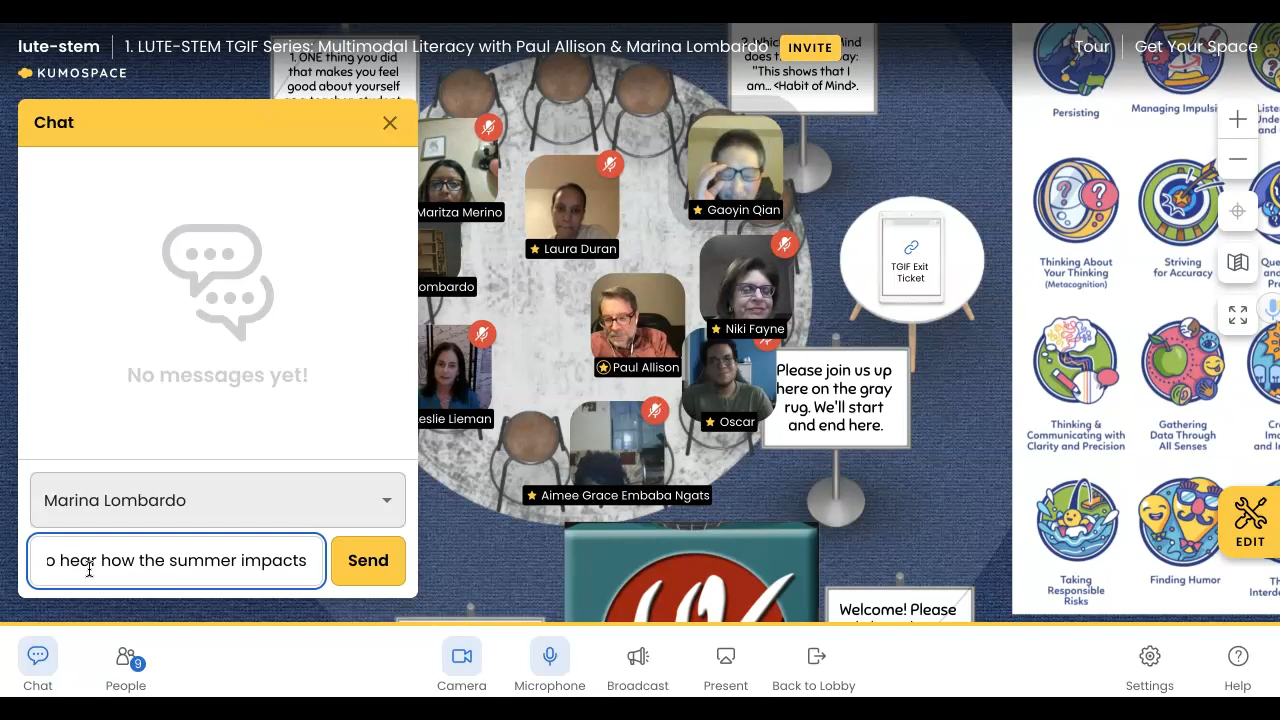 lute-stem
1. LUTE-STEM TGIF Series: Multimodal Literacy with Paul Allison & Marina Lombardo
INVITE
Tour
Get Your Space
KUMOSPACE
1. ONE thing you did
that makes you feel
good about yourself
does
"This shows that I
am...<Habit of Mind>.
Chat
No messages yet!
Marina Lombardo
hear how the summer impacts
Send
Maritza Merino
Laura Duran
Gaoyin Qian
ombardo
Paul Allison
Niki Fayne
eslie Lieman
Oscar
Aimee Grace Embaba Ngats
TGIF Exit
Ticket
Please join us up
here on the gray
rug. We'll start
and end here.
Welcome! Please
Persisting
Managing Impulsi
Thinking About
Your Thinking
(Metacognition)
Striving
for Accuracy
Thinking &
Communicating with
Clarity and Precision
Gathering
Data Through
All Senses
Taking
Responsible
Risks
Finding Humor
EDIT
Chat
People
9
Camera
Microphone
Broadcast
Present
Back to Lobby
Settings
Help